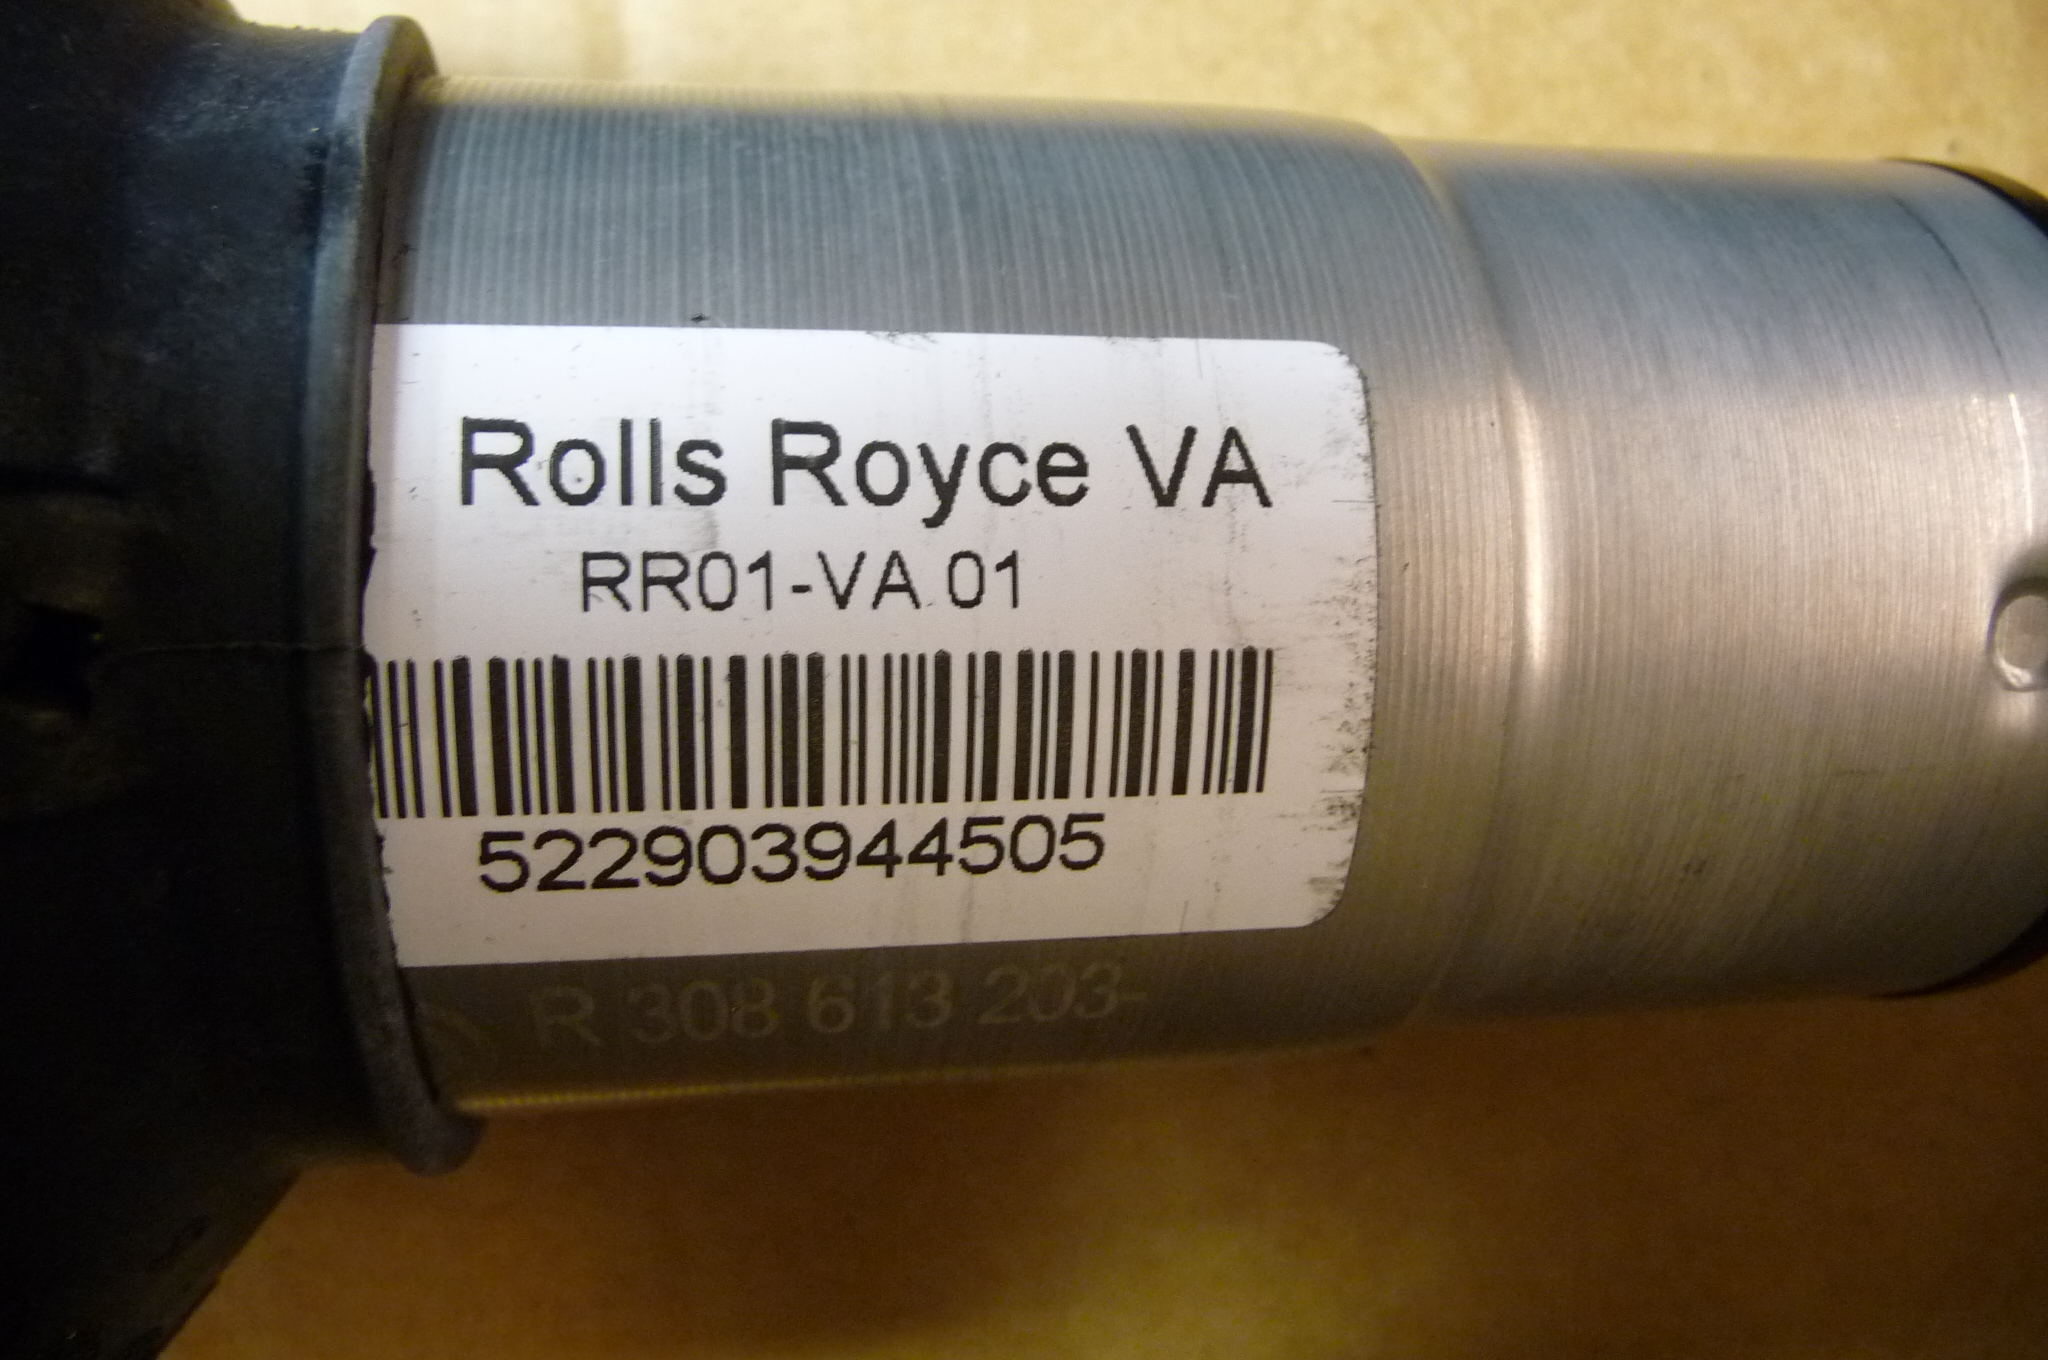 Rolls Royce VA
RR01-VA 01
522903944505
R 308 613 203-